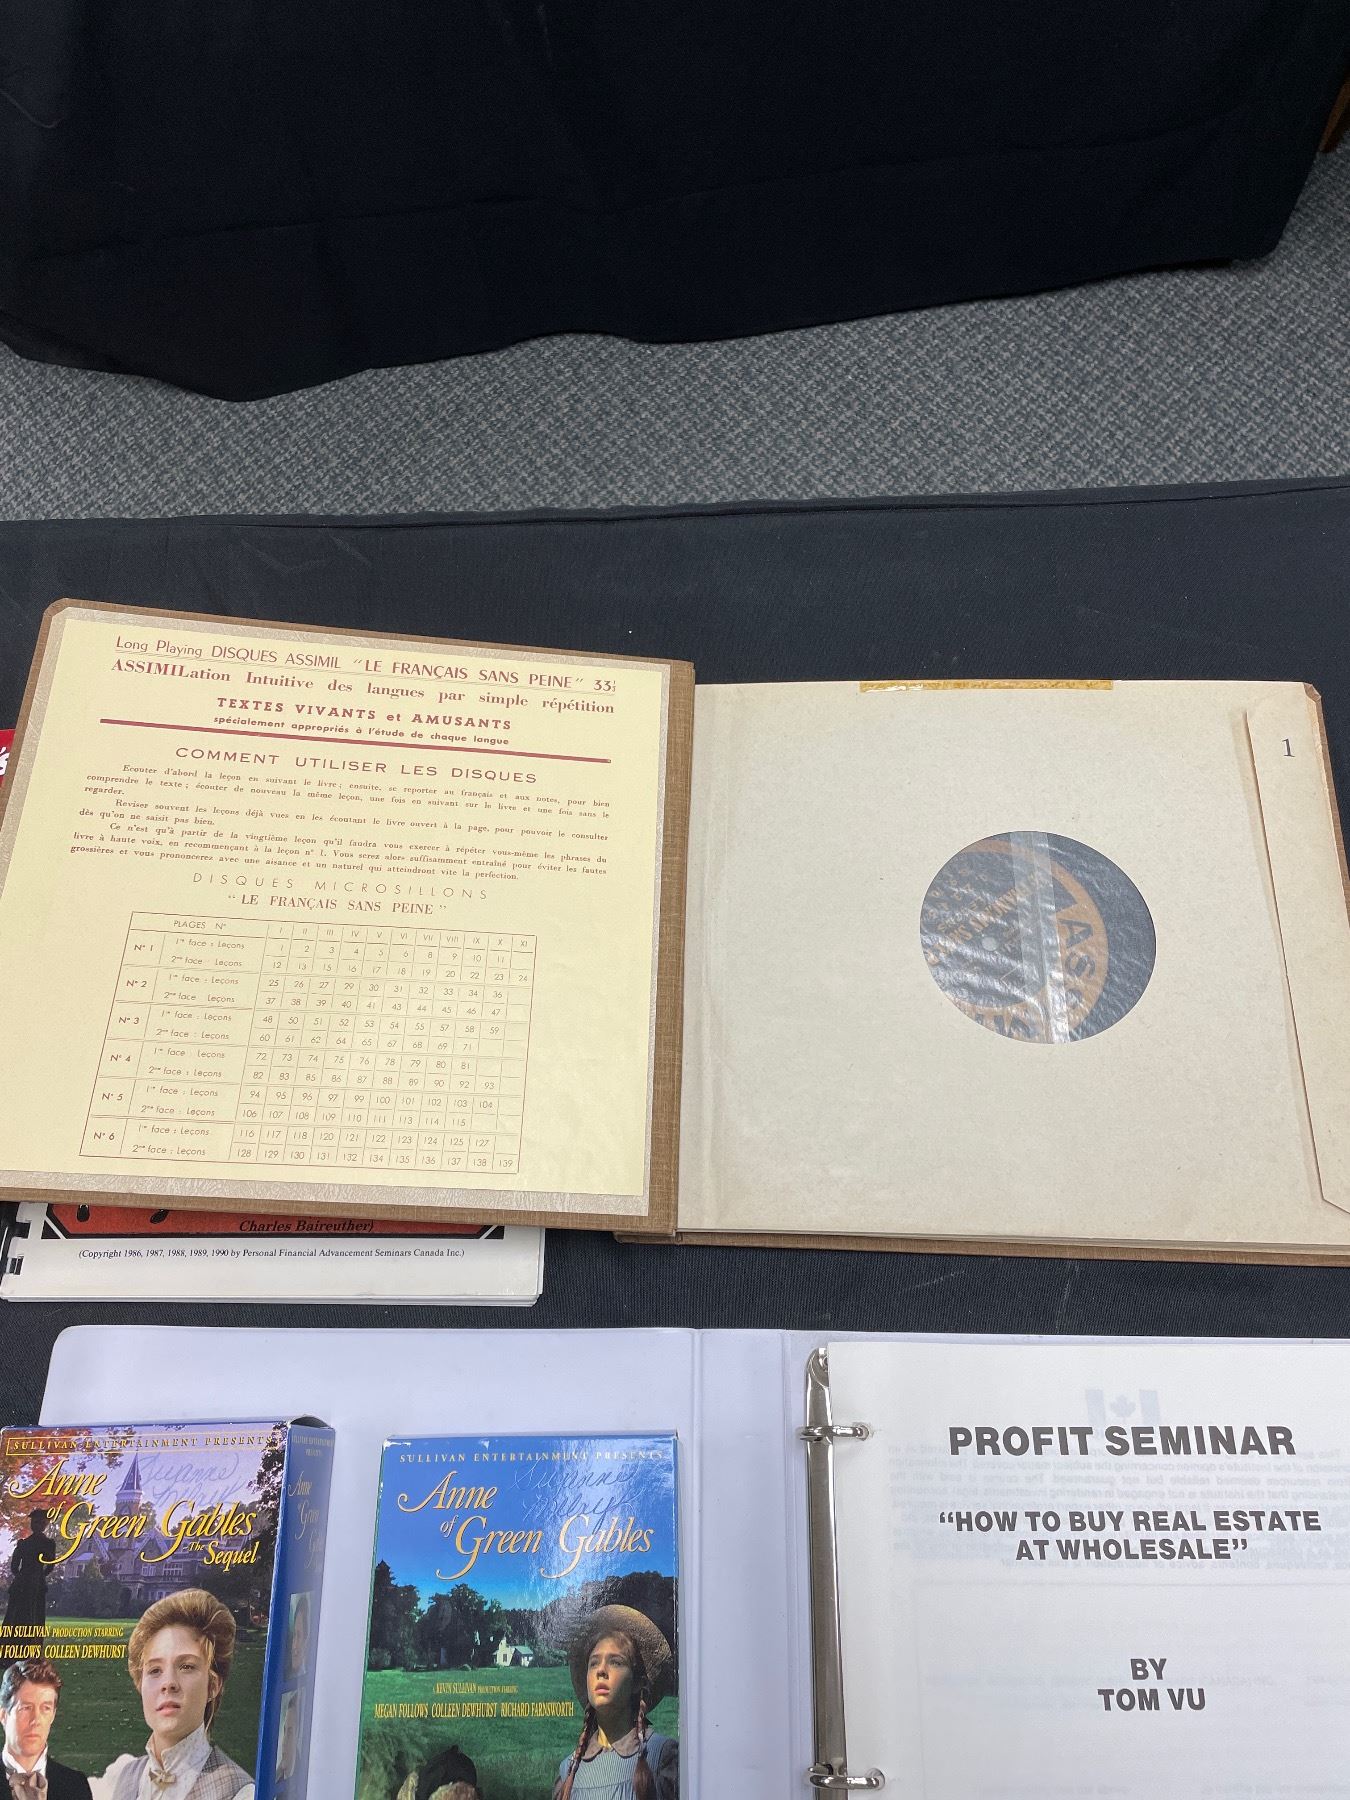 Long Playing DISQUES ASSIMIL "LE FRANÇAIS SANS PEINE" 33⅓
ASSIMILation Intuitive des langues par simple répétition
TEXTES VIVANTS et AMUSANTS
spécialement appropriés à l'étude de chaque langue
COMMENT UTILISER LES DISQUES
Ecouter d'abord la leçon en suivant le livre ; ensuite, se reporter au français et aux notes, pour bien
comprendre le texte ; écouter de nouveau la même leçon, une fois en suivant sur le livre et une fois sans le
regarder.
Reviser souvent les leçons déjà vues en les écoutant le livre ouvert à la page, pour pouvoir le consulter
dès qu'on ne saisit pas bien.
Ce n'est qu'à partir de la vingtième leçon qu'il faudra vous exercer à répéter vous-même les phrases du
livre à haute voix, en recommençant à la leçon nº 1. Vous serez alors suffisamment entraîné pour éviter les fautes
grossières et vous prononcerez avec une aisance et un naturel qui atteindront vite la perfection.
DISQUES MICROSILLONS
"LE FRANÇAIS SANS PEINE"
PLAGES Nº I II III IV V VI VII VIII IX X XI
Nº 1 1re face : Leçons 1 2 3 4 5 6 8 9 10 11
2me face : Leçons 12 13 15 16 17 18 19 20 22 23 24
Nº 2 1re face : Leçons 25 26 27 29 30 31 32 33 34 36
2me face Leçons 37 38 39 40 41 43 44 45 46 47
Nº 3 1re face : Leçons 48 50 51 52 53 54 55 57 58 59
2me face : Leçons 60 61 62 64 65 67 68 69 71
Nº 4 1re face : Leçons 72 73 74 75 76 78 79 80 81
2me face : Leçons 82 83 85 86 87 88 89 90 92 93
Nº 5 1re face : Leçons 94 95 96 97 99 100 101 102 103 104
2me face : Leçons 106 107 108 109 110 111 113 114 115
Nº 6 1re face : Leçons 116 117 118 120 121 122 123 124 125 127
2me face : Leçons 128 129 130 131 132 134 135 136 137 138 139
1
Charles Baireuther)
(Copyright 1986, 1987, 1988, 1989, 1990 by Personal Financial Advancement Seminars Canada Inc.)
SULLIVAN ENTERTAINMENT PRESENTS
Suzanne
Anne
of Green Gables
The Sequel
VIN SULLIVAN PRODUCTION STARRING
N FOLLOWS COLLEEN DEWHURST
Anne
of Green
Gables
SULLIVAN ENTERTAINMENT PRESENTS
Suzanne
Anne
of Green Gables
A KEVIN SULLIVAN PRODUCTION STARRING
MEGAN FOLLOWS COLLEEN DEWHURST RICHARD FARNSWORTH
PROFIT SEMINAR
"HOW TO BUY REAL ESTATE
AT WHOLESALE"
BY
TOM VU